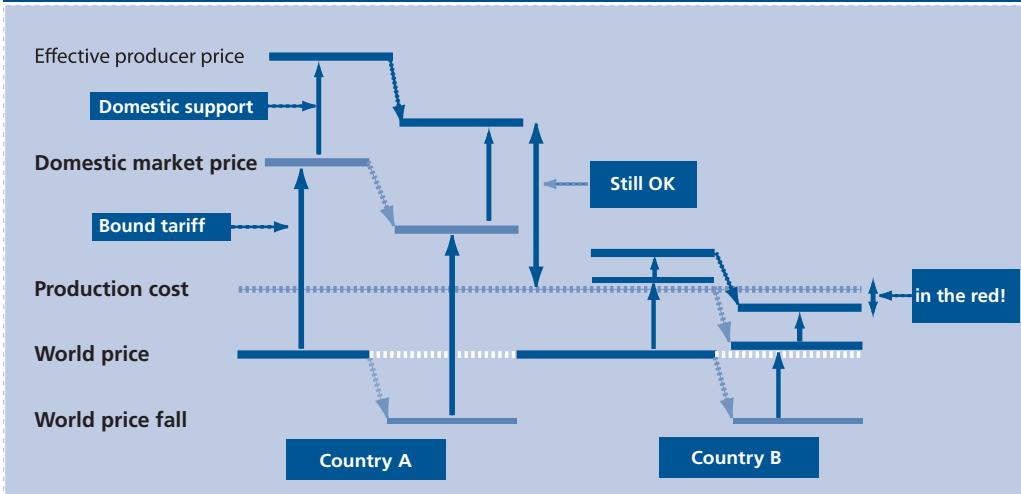 Effective producer price
Domestic support
Domestic market price
Still OK
Bound tariff
Production cost
in the red!
World price
World price fall
Country A
Country B